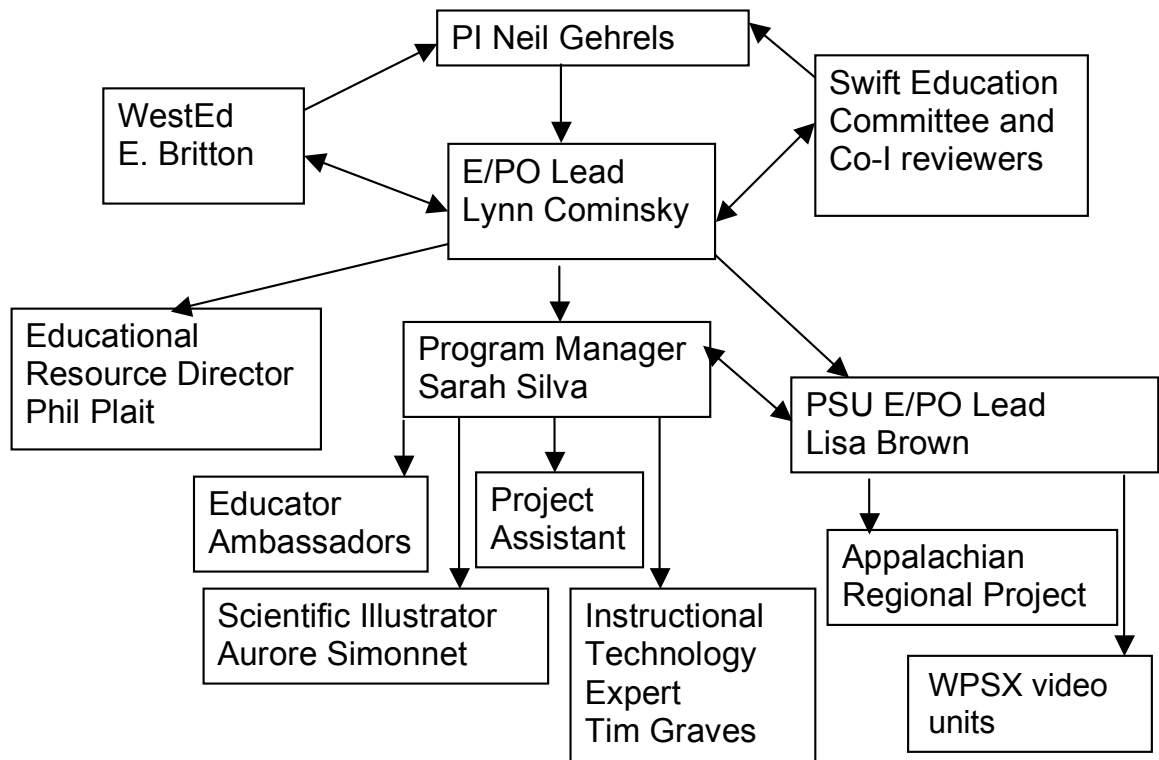 PI Neil Gehrels
WestEd
E. Britton
Swift Education
Committee and
Co-I reviewers
E/PO Lead
Lynn Cominsky
Educational
Resource Director
Phil Plait
Program Manager
Sarah Silva
PSU E/PO Lead
Lisa Brown
Educator
Ambassadors
Project
Assistant
Appalachian
Regional Project
Scientific Illustrator
Aurore Simonnet
Instructional
Technology
Expert
Tim Graves
WPSX video
units